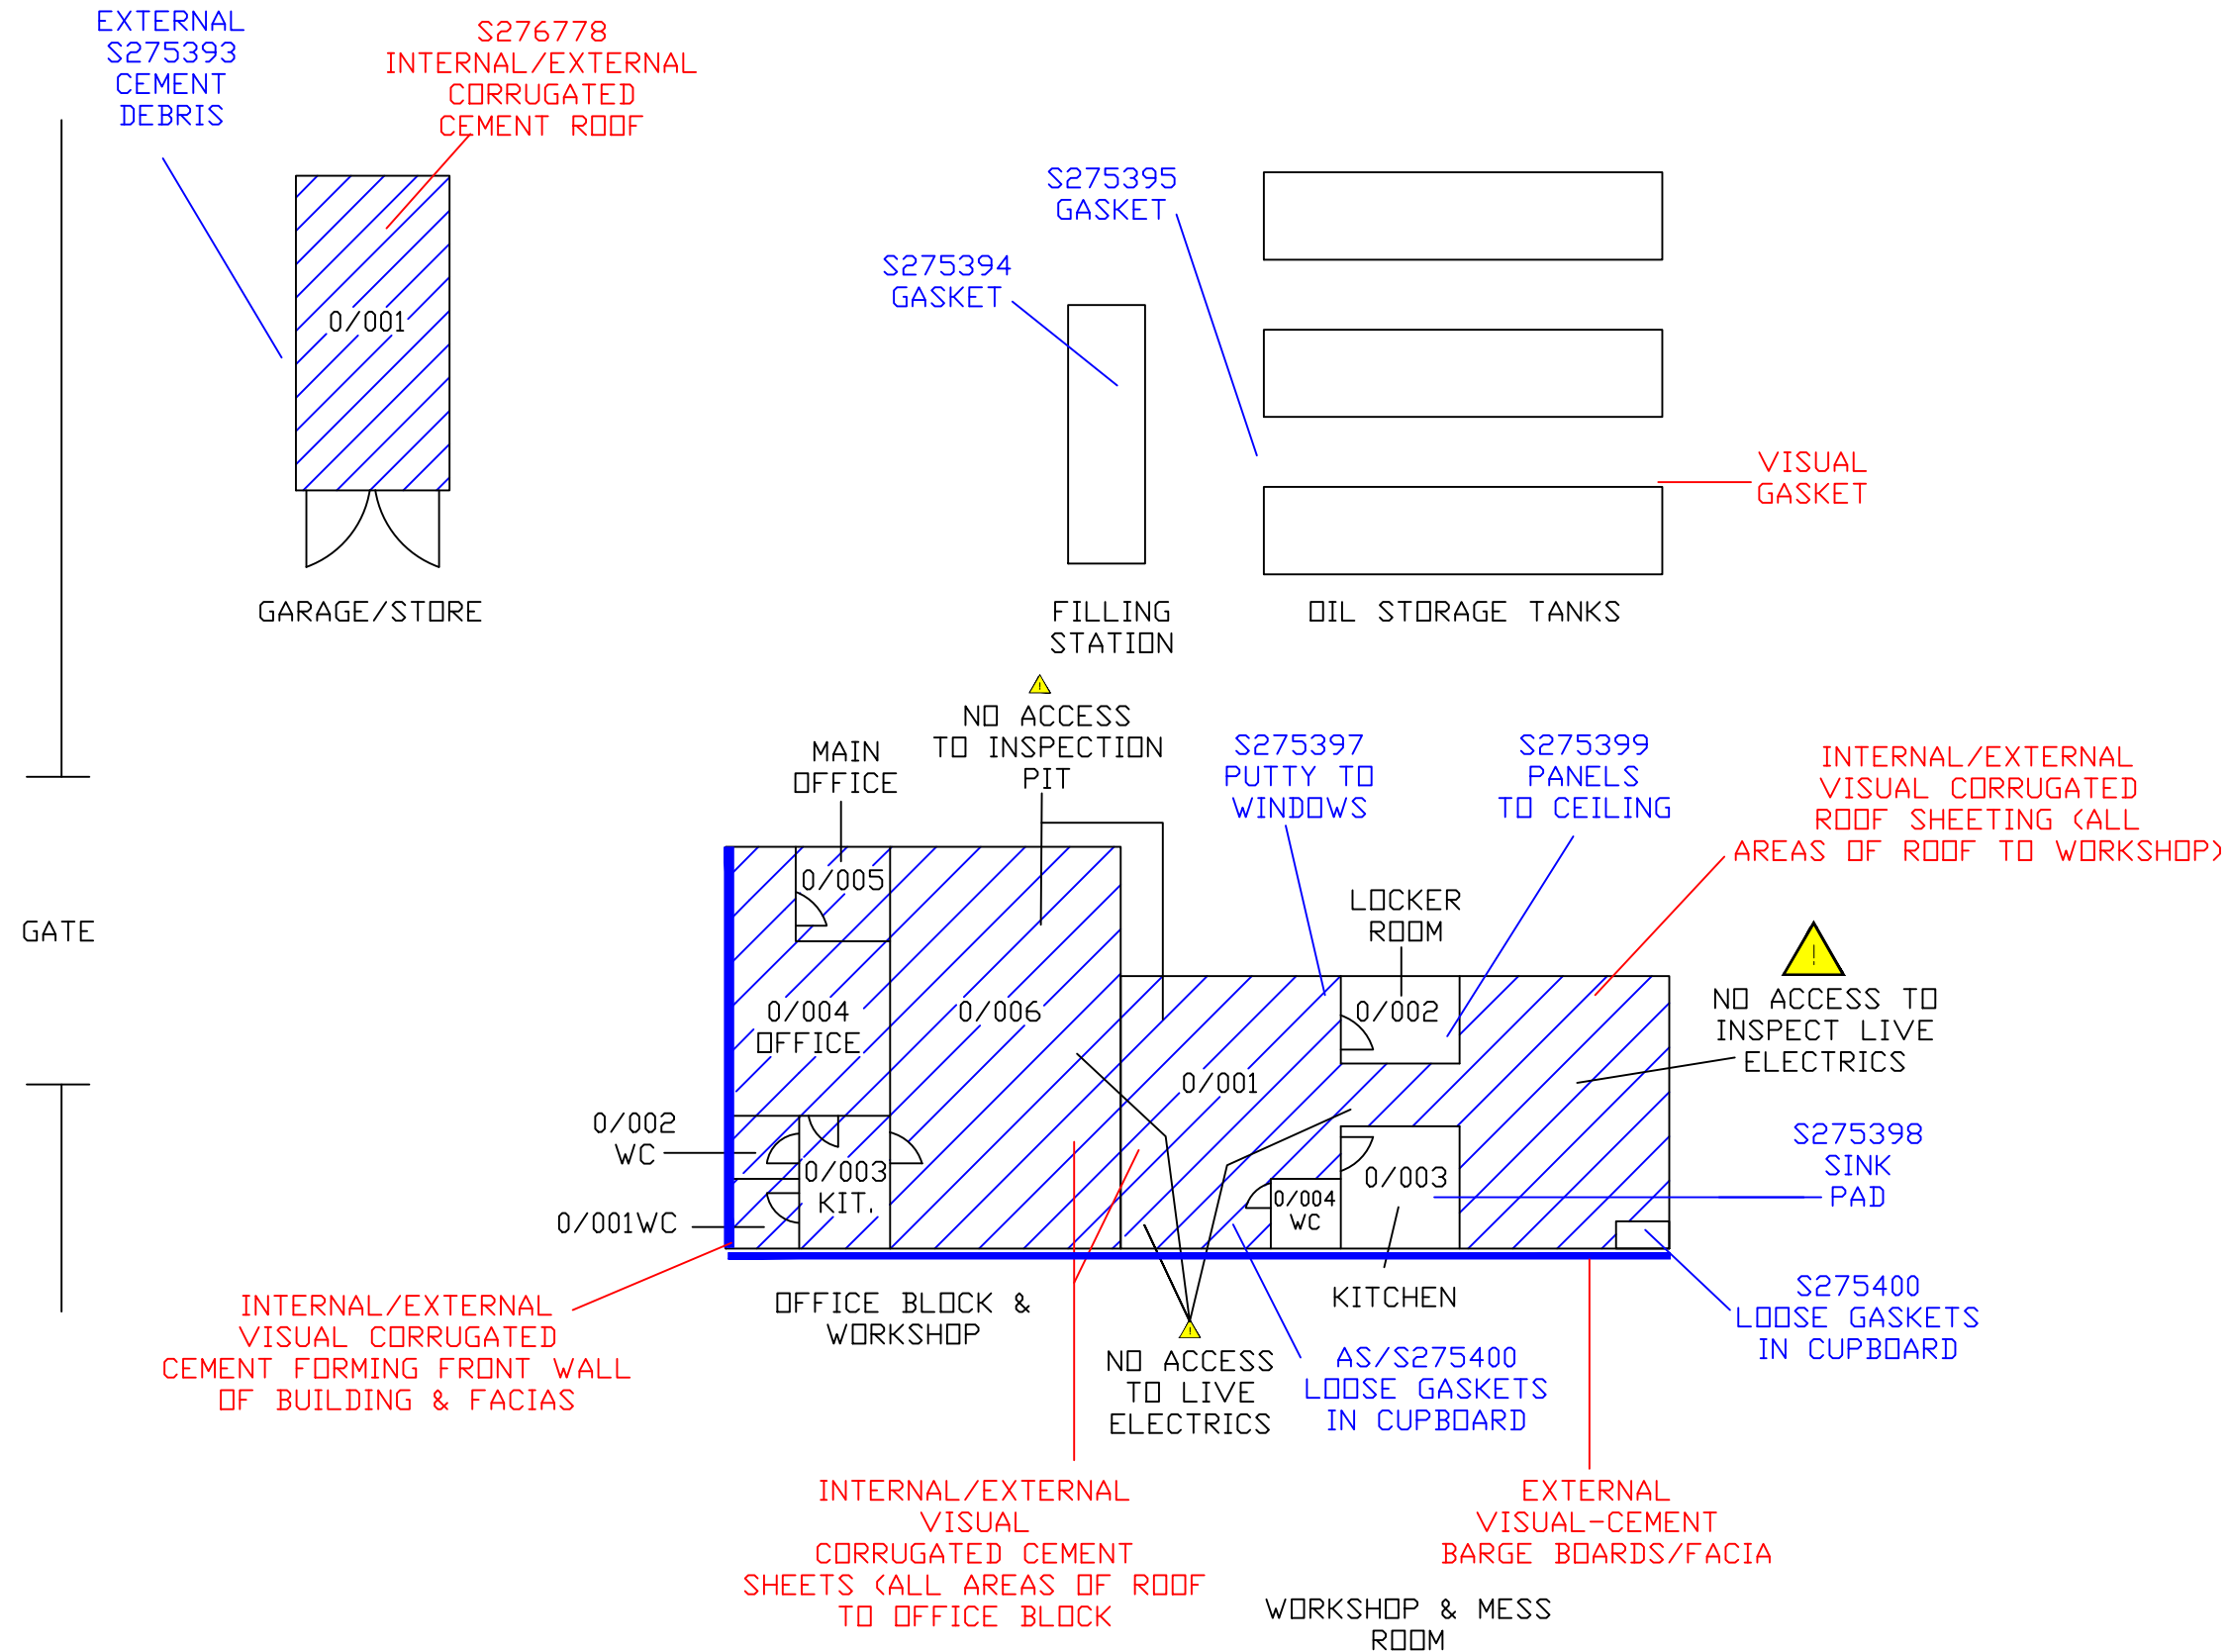 EXTERNAL
S275393
CEMENT
DEBRIS
S276778
INTERNAL/EXTERNAL
CORRUGATED
CEMENT ROOF
0/001
GARAGE/STORE
S275395
GASKET
S275394
GASKET
VISUAL
GASKET
FILLING
STATION
OIL STORAGE TANKS
!
NO ACCESS
TO INSPECTION
PIT
MAIN
OFFICE
S275397
PUTTY TO
WINDOWS
S275399
PANELS
TO CEILING
INTERNAL/EXTERNAL
VISUAL CORRUGATED
ROOF SHEETING (ALL
AREAS OF ROOF TO WORKSHOP)
GATE
0/005
LOCKER
ROOM
!
NO ACCESS TO
INSPECT LIVE
ELECTRICS
0/004
OFFICE
0/006
0/002
0/001
0/002
WC
0/003
KIT.
0/001WC
0/003
0/004
WC
S275398
SINK
PAD
S275400
LOOSE GASKETS
IN CUPBOARD
INTERNAL/EXTERNAL
VISUAL CORRUGATED
CEMENT FORMING FRONT WALL
OF BUILDING & FACIAS
OFFICE BLOCK &
WORKSHOP
KITCHEN
!
NO ACCESS
TO LIVE
ELECTRICS
AS/S275400
LOOSE GASKETS
IN CUPBOARD
INTERNAL/EXTERNAL
VISUAL
CORRUGATED CEMENT
SHEETS (ALL AREAS OF ROOF
TO OFFICE BLOCK
EXTERNAL
VISUAL-CEMENT
BARGE BOARDS/FACIA
WORKSHOP & MESS
ROOM